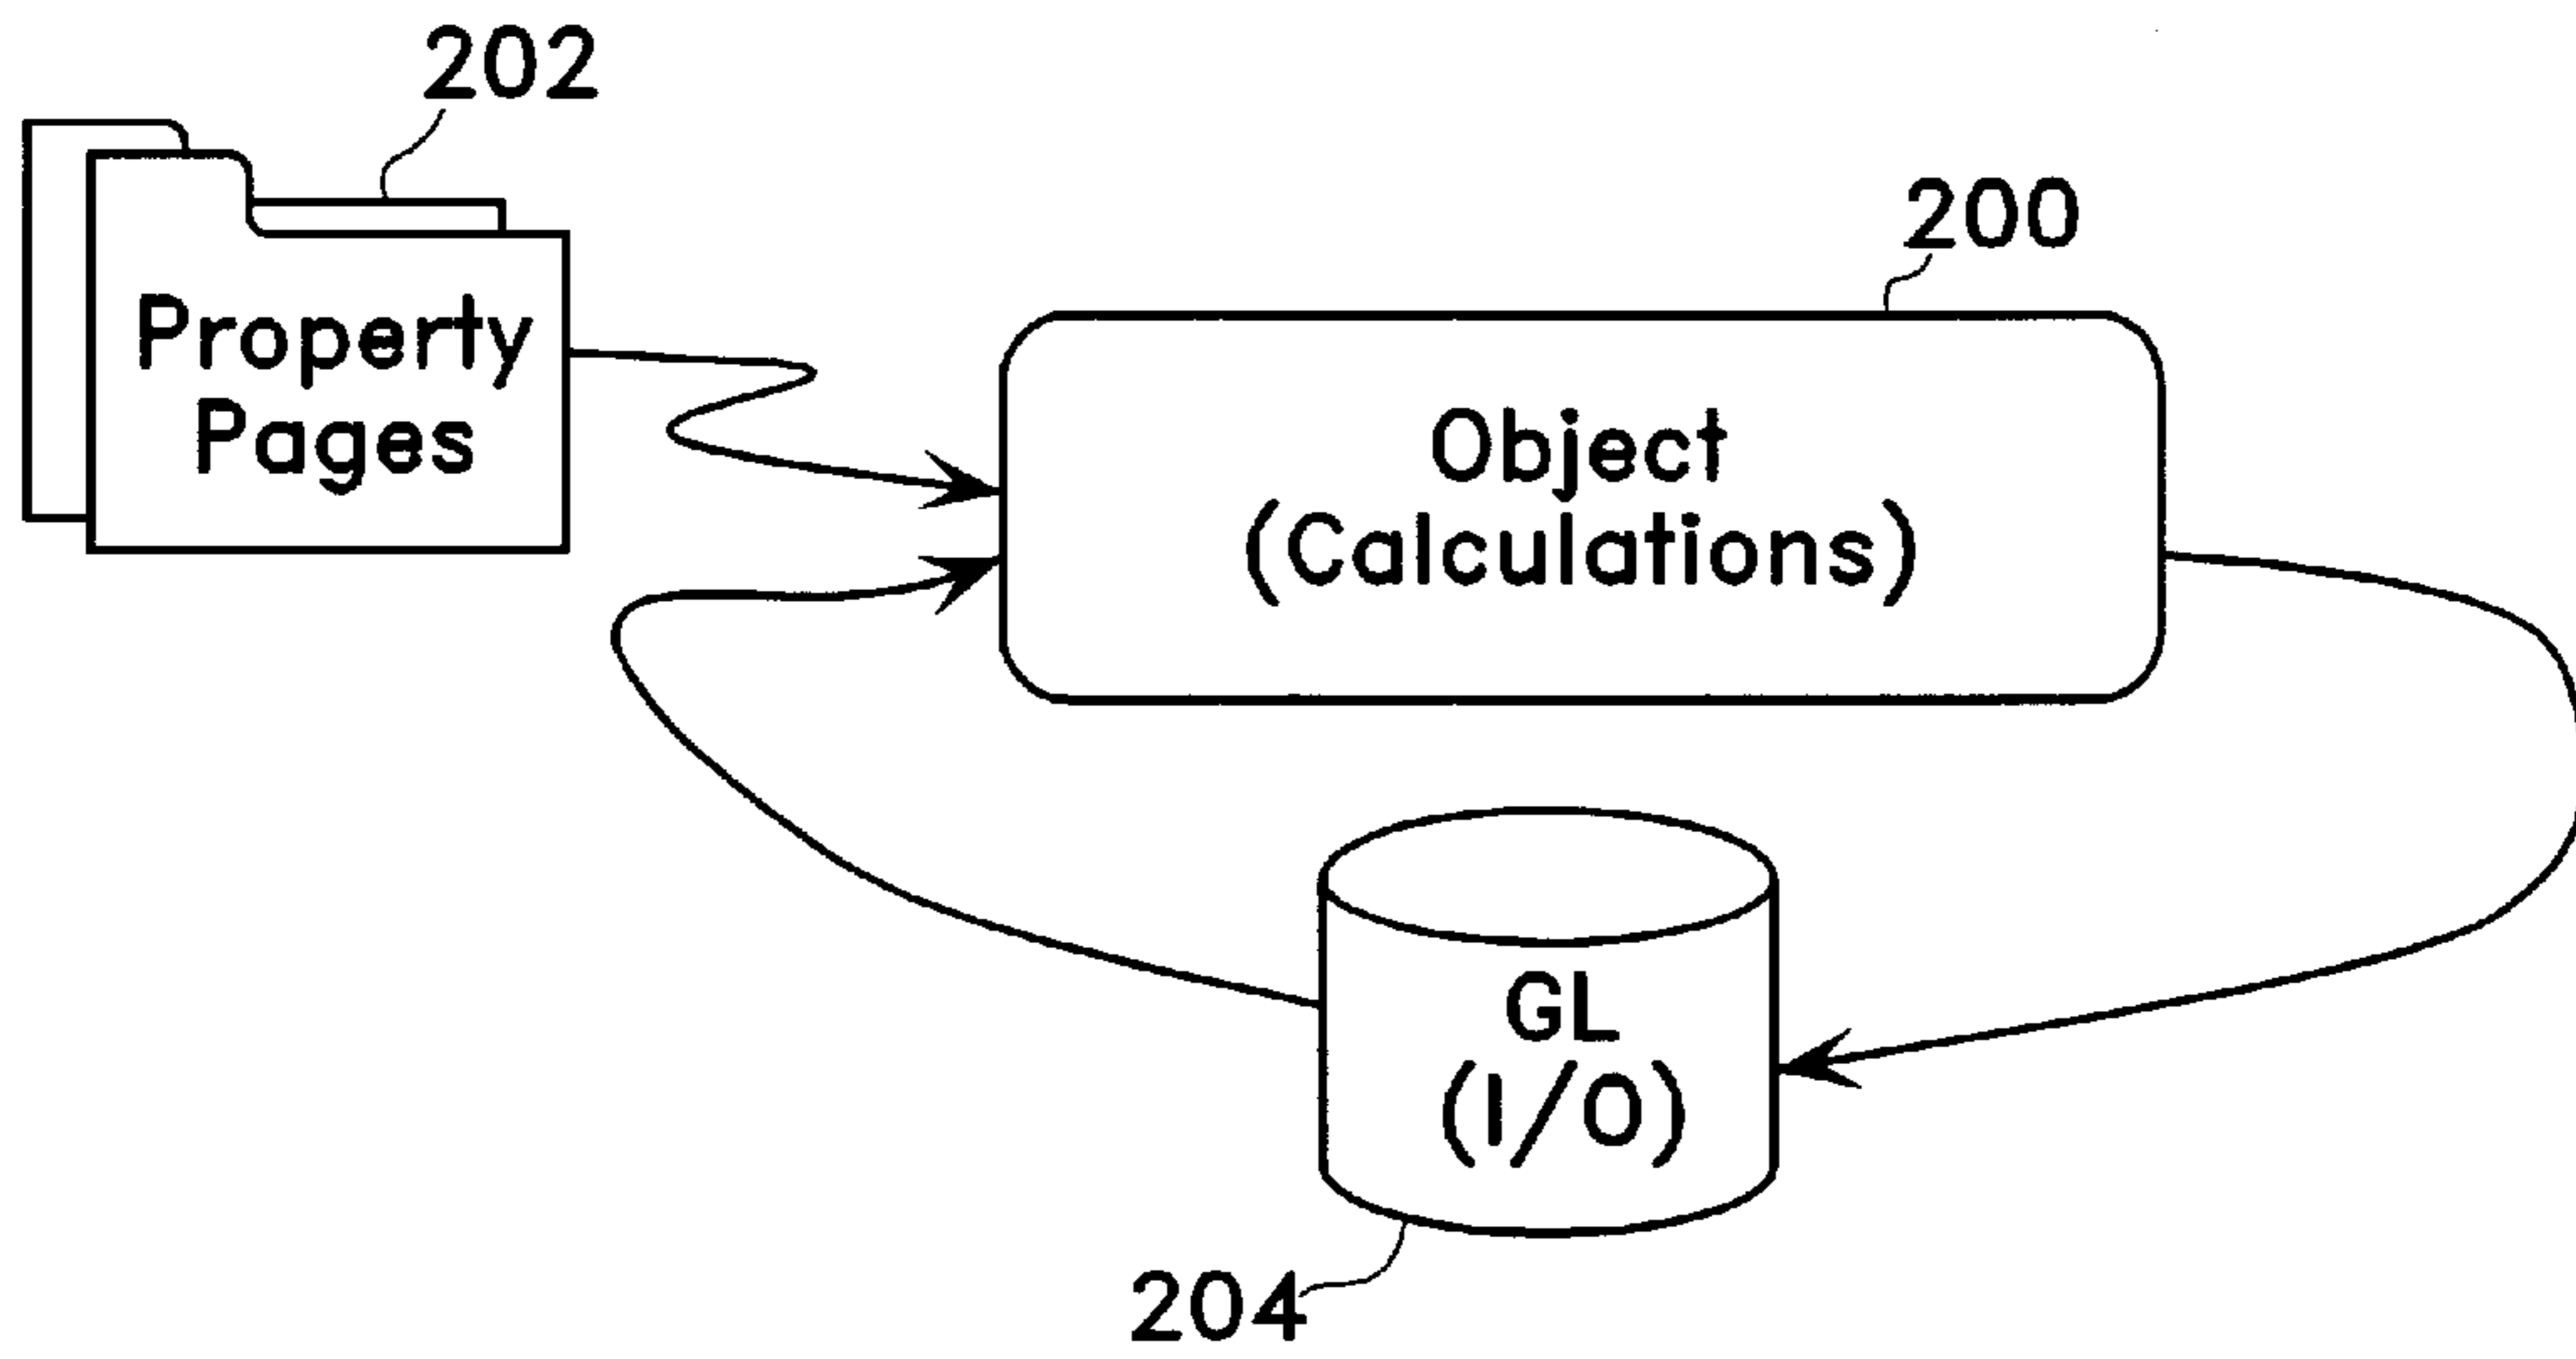 202
Property
Pages
200
Object
(Calculations)
GL
(I/O)
204